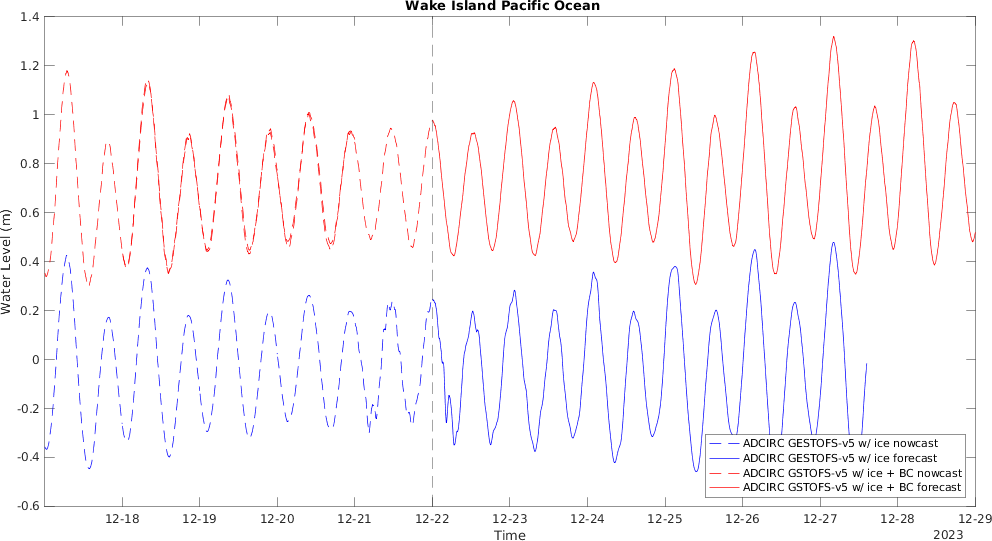 Wake Island Pacific Ocean
1.4
1.2
1
0.8
0.6
0.4
0.2
0
-0.2
-0.4
-0.6
Water Level (m)
ADCIRC GESTOFS-v5 w/ ice nowcast
ADCIRC GESTOFS-v5 w/ ice forecast
ADCIRC GSTOFS-v5 w/ ice + BC nowcast
ADCIRC GSTOFS-v5 w/ ice + BC forecast
12-18 12-19 12-20 12-21 12-22 12-23 12-24 12-25 12-26 12-27 12-28 12-29
Time
2023